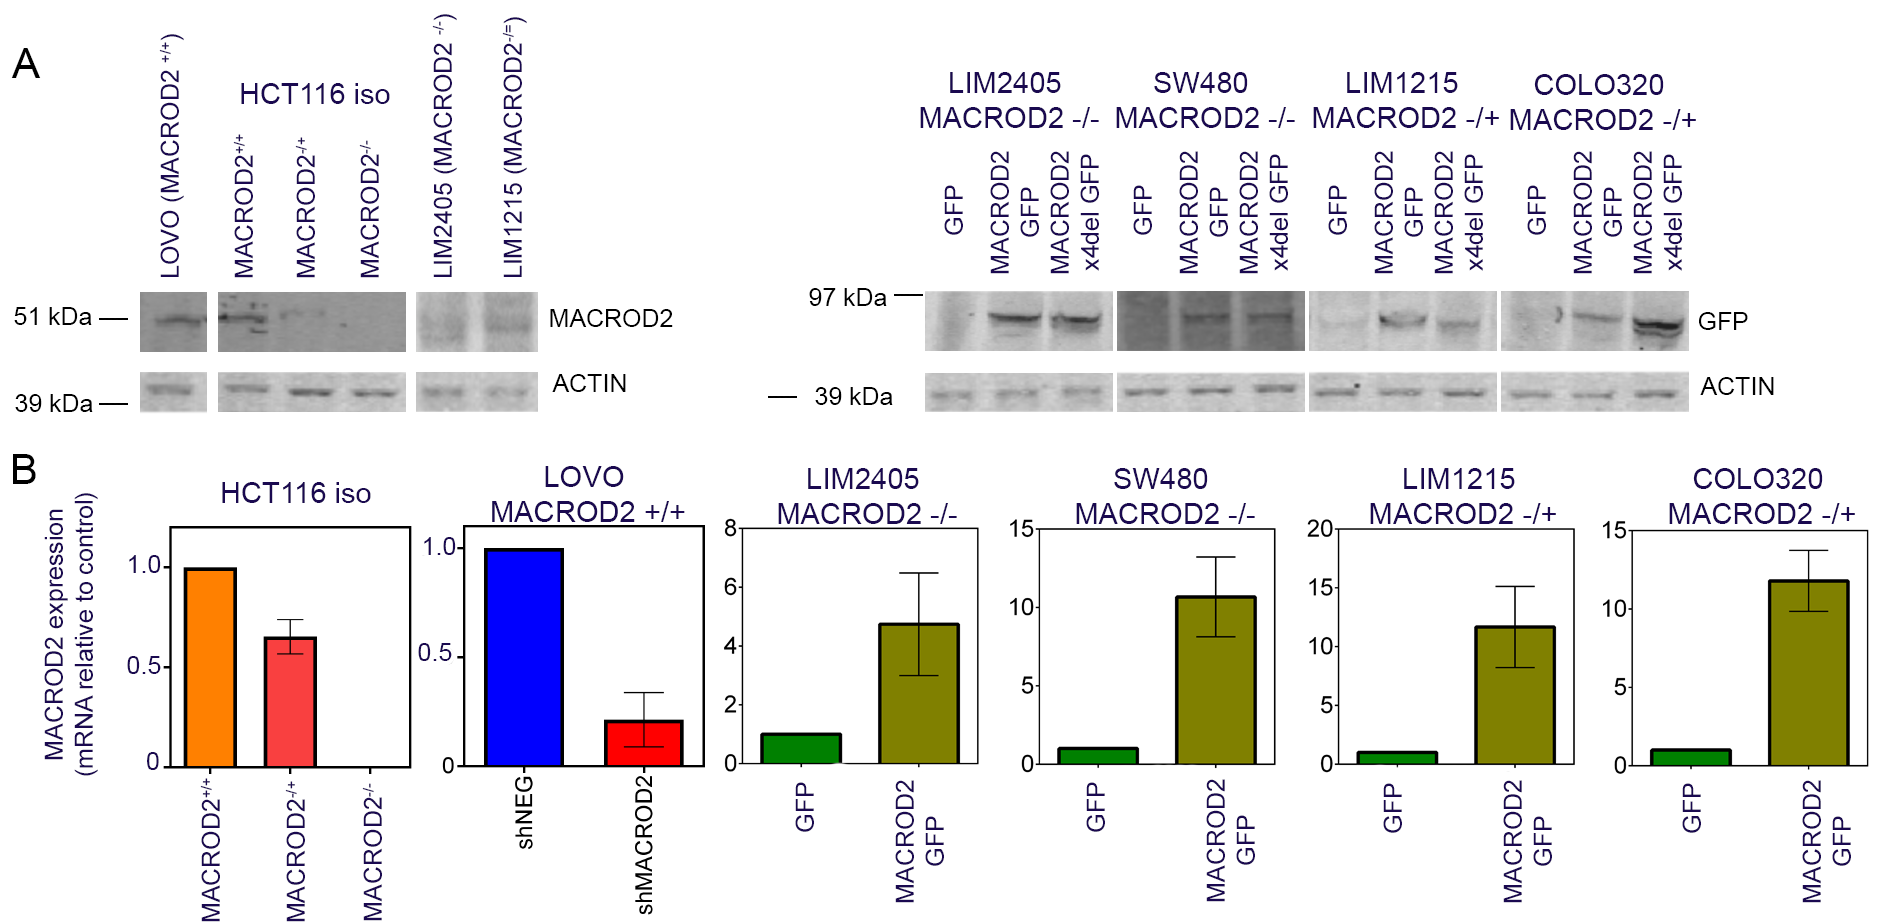 A
LOVO (MACROD2 +/+)
HCT116 iso
MACROD2+/+
MACROD2-/+
MACROD2-/-
LIM2405 (MACROD2 -/-)
LIM1215 (MACROD2-/=)
51 kDa
MACROD2
39 kDa
ACTIN
LIM2405
MACROD2 -/-
SW480
MACROD2 -/-
LIM1215
MACROD2 -/+
COLO320
MACROD2 -/+
GFP
MACROD2
GFP
MACROD2
x4del GFP
GFP
MACROD2
GFP
MACROD2
x4del GFP
GFP
MACROD2
GFP
MACROD2
x4del GFP
GFP
MACROD2
GFP
MACROD2
x4del GFP
97 kDa
GFP
39 kDa
ACTIN
B
MACROD2 expression
(mRNA relative to control)
HCT116 iso
1.0
0.5
0
MACROD2+/+
MACROD2-/+
MACROD2-/-
LOVO
MACROD2 +/+
1.0
0.5
0
shNEG
shMACROD2
LIM2405
MACROD2 -/-
8
6
4
2
0
GFP
MACROD2
GFP
SW480
MACROD2 -/-
15
10
5
0
GFP
MACROD2
GFP
LIM1215
MACROD2 -/+
20
15
10
5
0
GFP
MACROD2
GFP
COLO320
MACROD2 -/+
15
10
5
0
GFP
MACROD2
GFP